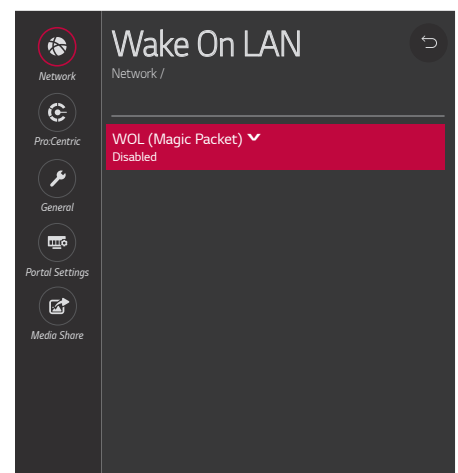 Wake On LAN
Network /
WOL (Magic Packet)
Disabled
Network
Pro:Centric
General
Portal Settings
Media Share